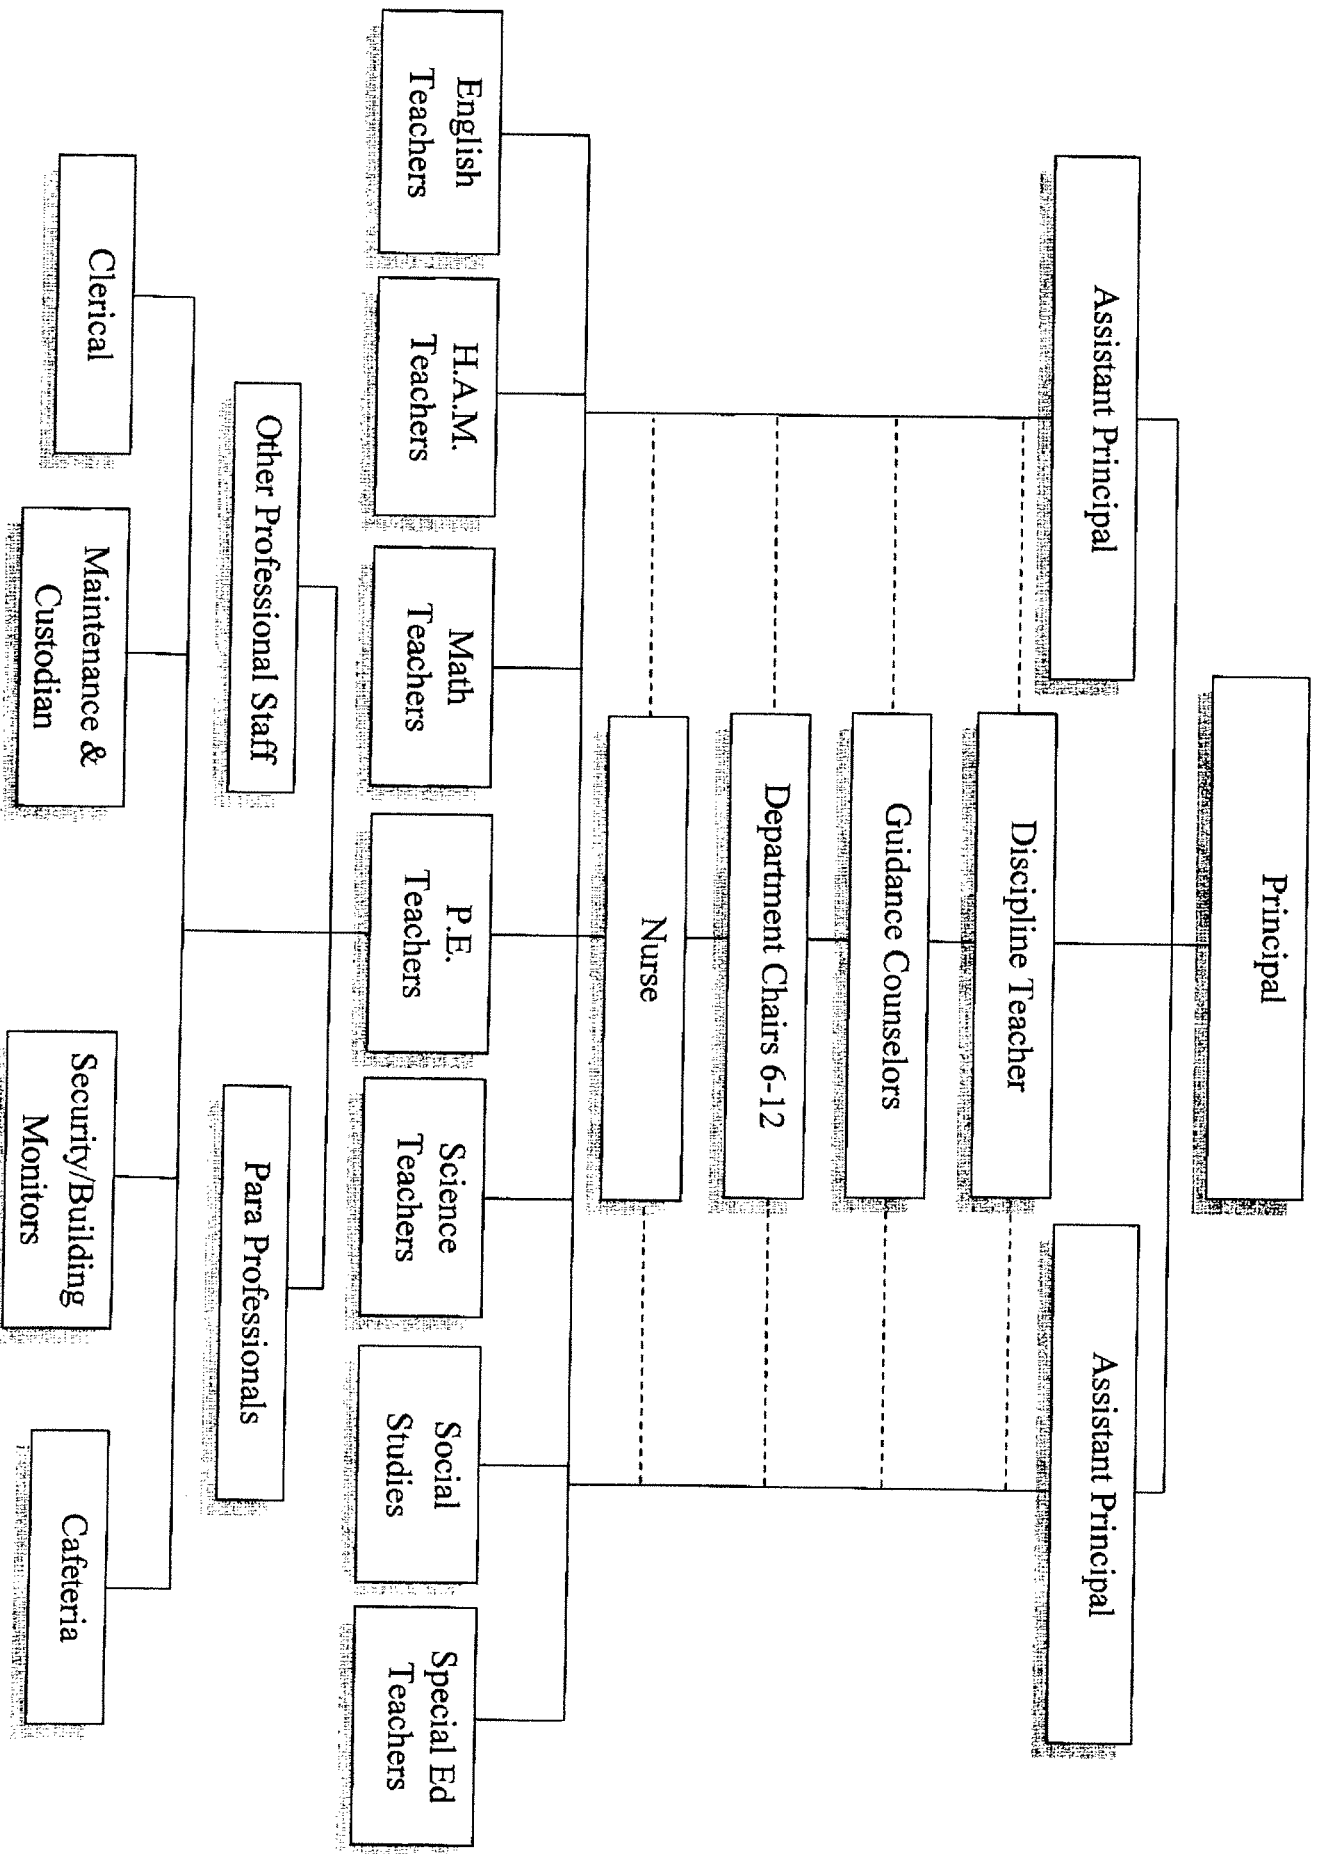 Principal
Assistant Principal
Assistant Principal
Discipline Teacher
Guidance Counselors
Department Chairs 6-12
Nurse
English
Teachers
H.A.M.
Teachers
Math
Teachers
P.E.
Teachers
Science
Teachers
Social
Studies
Special Ed
Teachers
Other Professional Staff
Para Professionals
Clerical
Maintenance &
Custodian
Security/Building
Monitors
Cafeteria